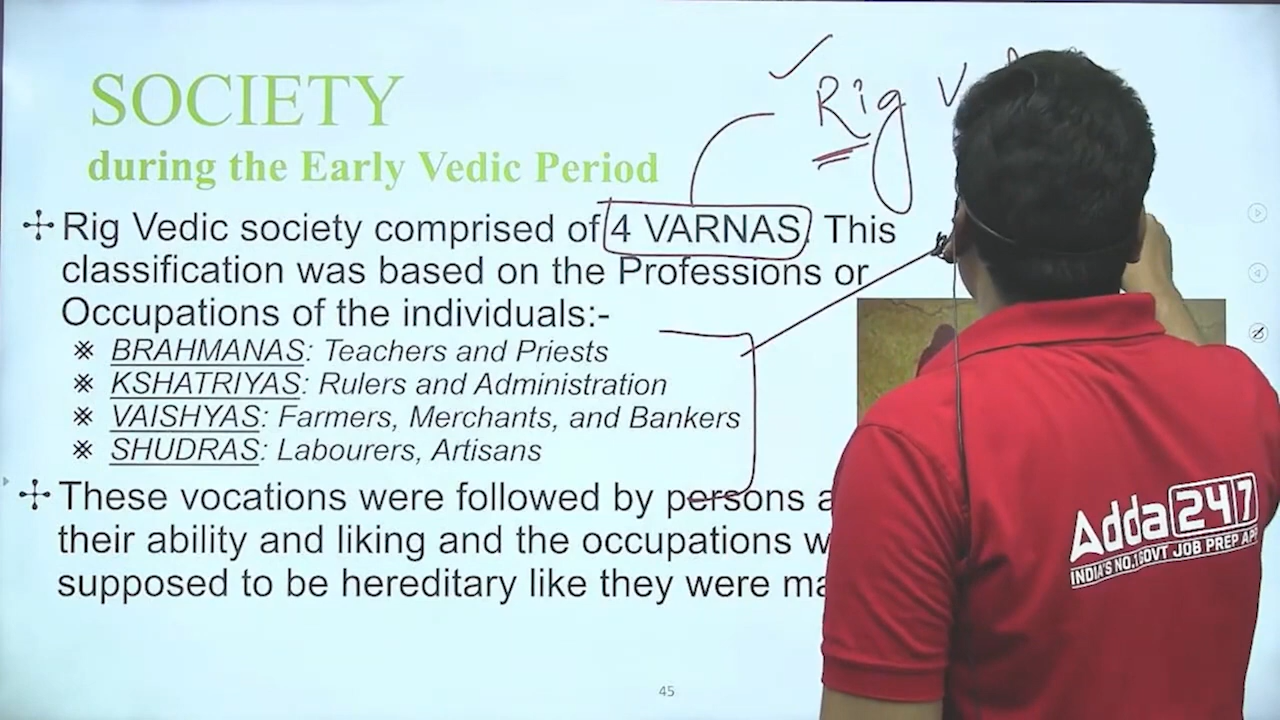 SOCIETY
during the Early Vedic Period
Rig V
Rig Vedic society comprised of 4 VARNAS. This
classification was based on the Professions or
Occupations of the individuals:-
BRAHMANAS: Teachers and Priests
KSHATRIYAS: Rulers and Administration
VAISHYAS: Farmers, Merchants, and Bankers
SHUDRAS: Labourers, Artisans
These vocations were followed by persons
their ability and liking and the occupations
supposed to be hereditary like they were
45
Adda 247
INDIA'S NO.1 GOVT JOB PREP APP